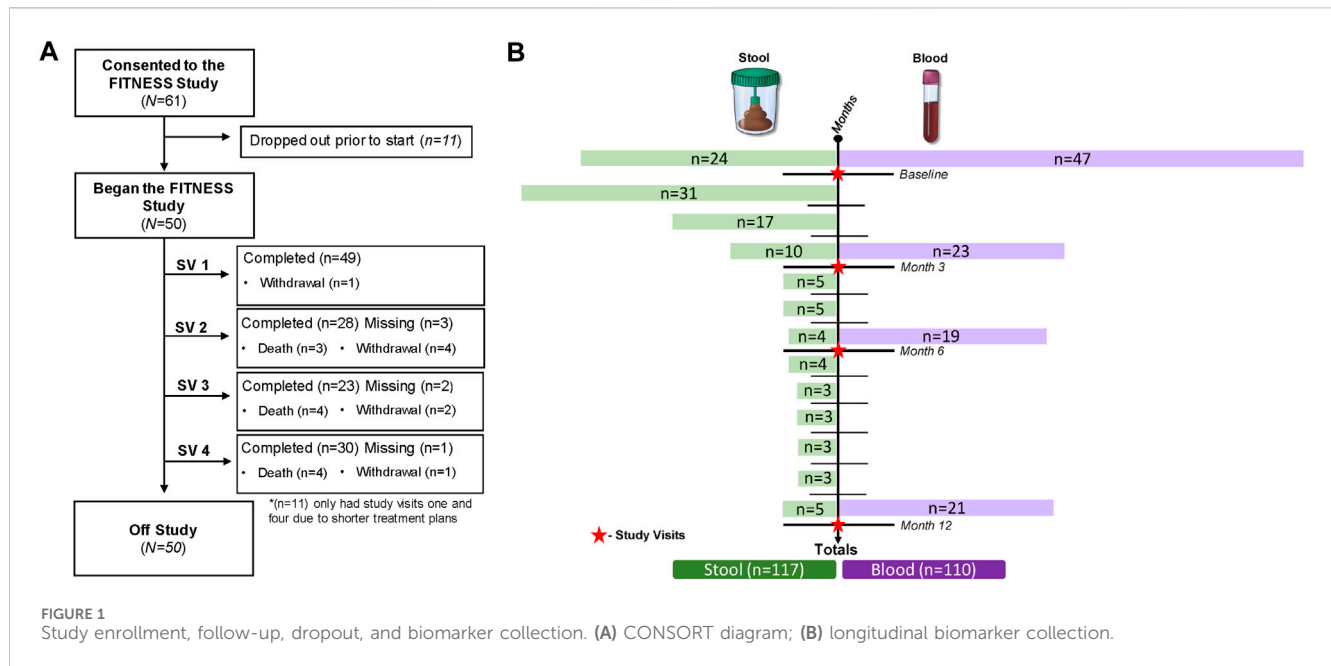 A
Consented to the
FITNESS Study
(N=61)
Dropped out prior to start (n=11)
Began the FITNESS
Study
(N=50)
SV 1
Completed (n=49)
• Withdrawal (n=1)
SV 2
Completed (n=28) Missing (n=3)
• Death (n=3) • Withdrawal (n=4)
SV 3
Completed (n=23) Missing (n=2)
• Death (n=4) • Withdrawal (n=2)
SV 4
Completed (n=30) Missing (n=1)
• Death (n=4) • Withdrawal (n=1)
*(n=11) only had study visits one and
four due to shorter treatment plans
Off Study
(N=50)
B
Stool
Blood
Months
n=24
n=47
Baseline
n=31
n=17
n=10
n=23
Month 3
n=5
n=5
n=4
n=19
Month 6
n=4
n=3
n=3
n=3
n=3
n=5
n=21
Month 12
- Study Visits
Totals
Stool (n=117)
Blood (n=110)
FIGURE 1
Study enrollment, follow-up, dropout, and biomarker collection. (A) CONSORT diagram; (B) longitudinal biomarker collection.